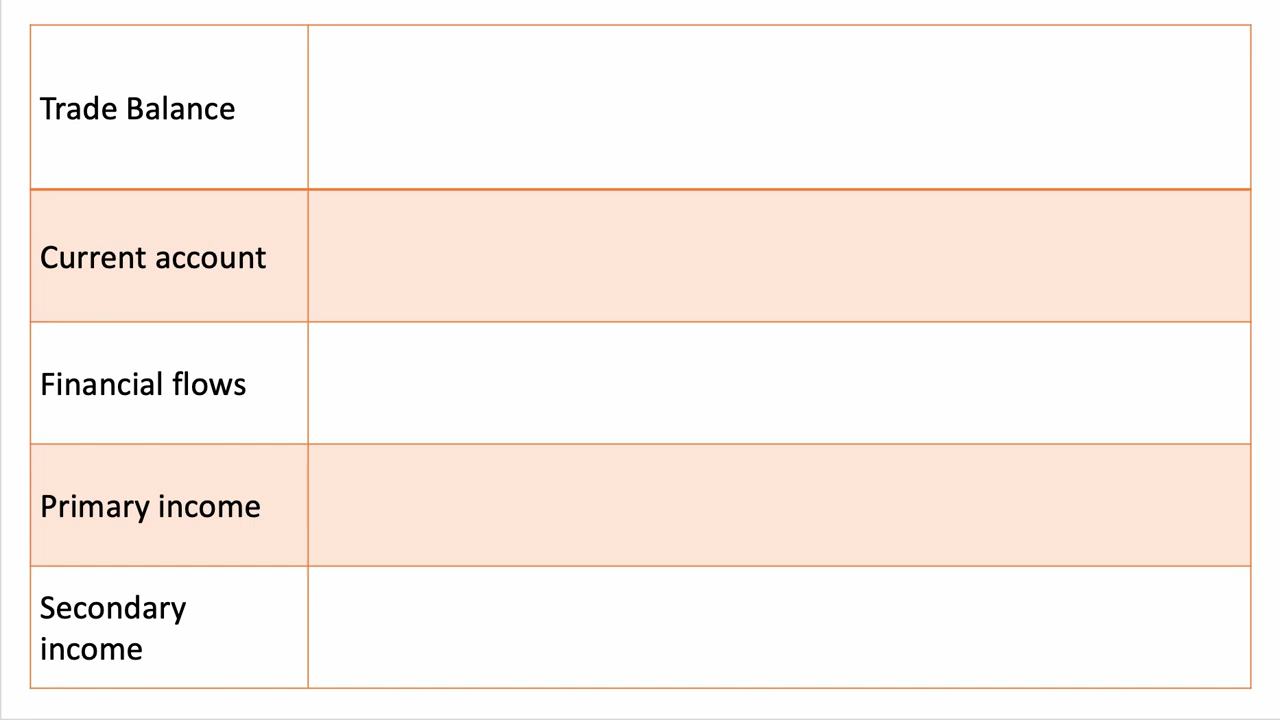 Trade Balance
Current account
Financial flows
Primary income
Secondary
income